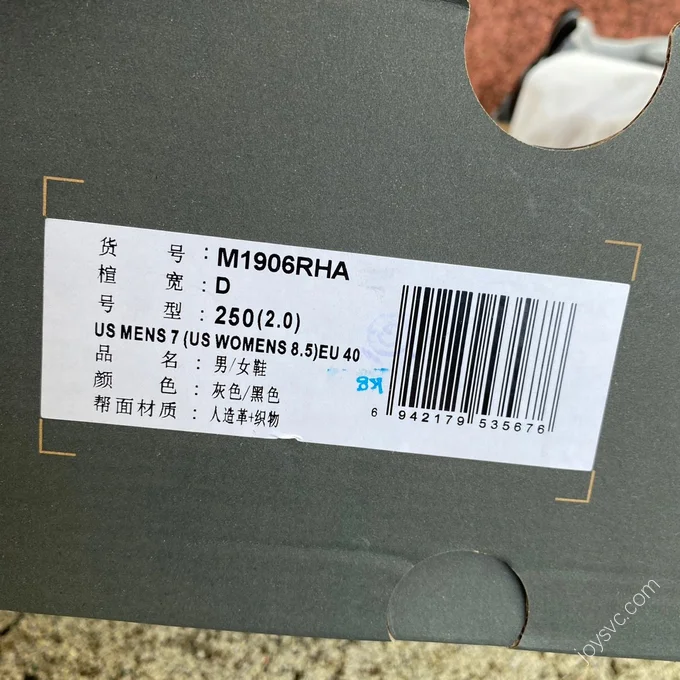 货 号 : M1906RHA
楦 宽 : D
号 型 : 250(2.0)
US MENS 7 (US WOMENS 8.5)EU 40
品 名 : 男/女鞋
颜 色 : 灰色/黑色
帮面材质 : 人造革+织物
K8
6 942179 535676
joysvc.com